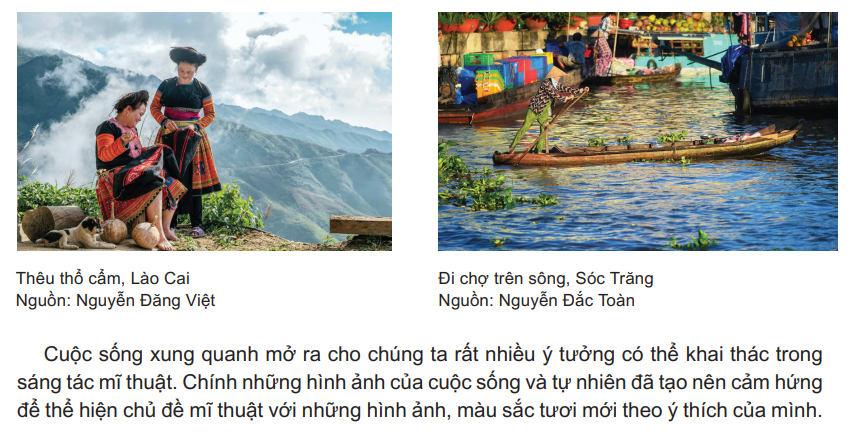 Thêu thổ cẩm, Lào Cai
Nguồn: Nguyễn Đăng Việt
Đi chợ trên sông, Sóc Trăng
Nguồn: Nguyễn Đắc Toàn
Cuộc sống xung quanh mở ra cho chúng ta rất nhiều ý tưởng có thể khai thác trong
sáng tác mĩ thuật. Chính những hình ảnh của cuộc sống và tự nhiên đã tạo nên cảm hứng
để thể hiện chủ đề mĩ thuật với những hình ảnh, màu sắc tươi mới theo ý thích của mình.